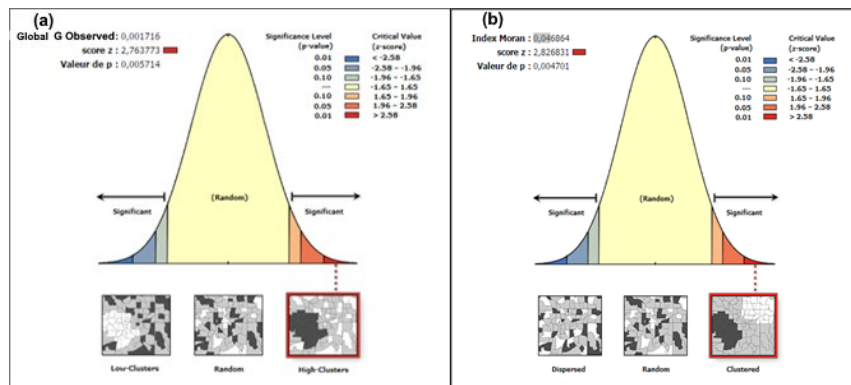 (a)
Global G Observed: 0,001716
score z : 2,763773
Valeur de p : 0,005714
Significance Level
(p-value)
Critical Value
(z-score)
0.01 < -2.58
0.05 -2.58 – -1.96
0.10 -1.96 – -1.65
--- -1.65 – 1.65
0.10 1.65 – 1.96
0.05 1.96 – 2.58
0.01 > 2.58
(Random)
Significant
Significant
Low-Clusters
Random
High-Clusters
(b)
Index Moran : 0,046864
score z : 2,826831
Valeur de p : 0,004701
Significance Level
(p-value)
Critical Value
(z-score)
0.01 < -2.58
0.05 -2.58 – -1.96
0.10 -1.96 – -1.65
--- -1.65 – 1.65
0.10 1.65 – 1.96
0.05 1.96 – 2.58
0.01 > 2.58
(Random)
Significant
Significant
Dispersed
Random
Clustered